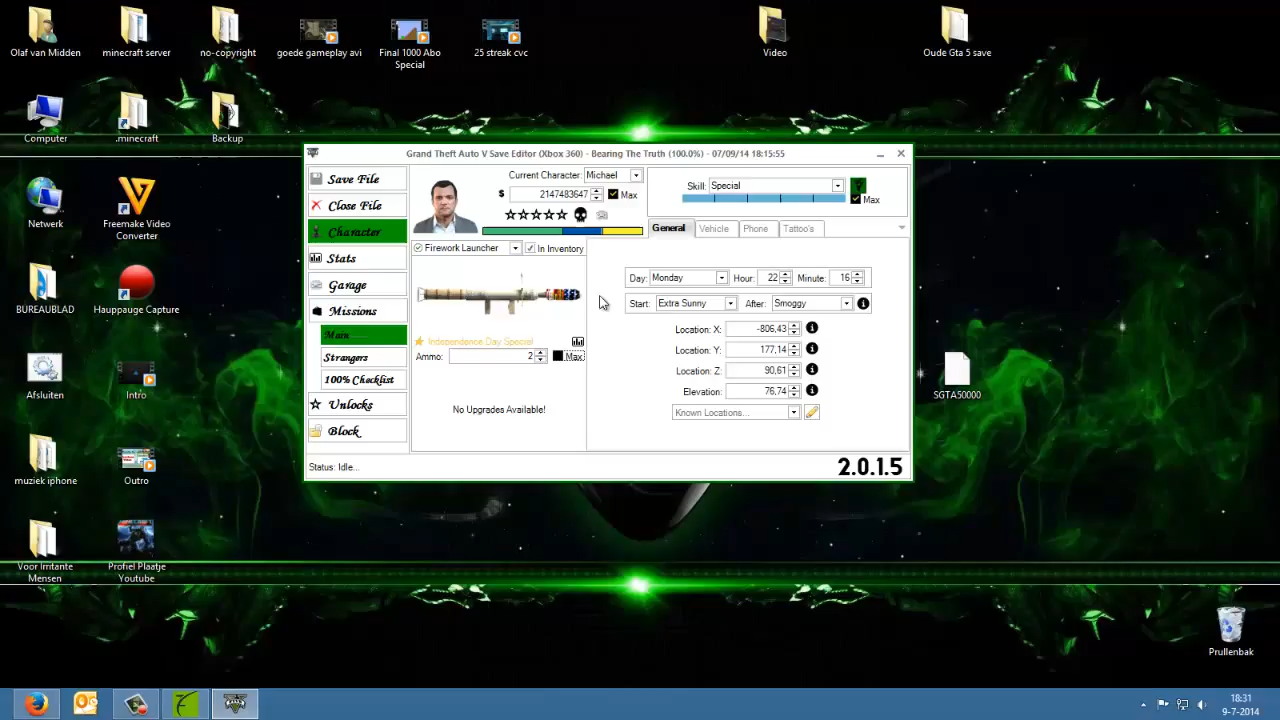 Olaf van Midden
minecraft server
no-copyright
goede gameplay avi
Final 1000 Abo
Special
25 streak cvc
Video
Oude Gta 5 save
Computer
.minecraft
Backup
Netwerk
Freemake Video
Converter
BUREAUBLAD
Hauppauge Capture
Afsluiten
Intro
muziek iphone
Outro
Voor Irritante
Mensen
Profiel Plaatje
Youtube
SGTA50000
Prullenbak
Grand Theft Auto V Save Editor (Xbox 360) - Bearing The Truth (100.0%) - 07/09/14 18:15:55
Save File
Close File
Character
Stats
Garage
Missions
Main
Strangers
100% Checklist
Unlocks
Block
Current Character: Michael
$ 2147483647 Max
Skill: Special
Max
Firework Launcher In Inventory
Independence Day Special
Ammo: 2 Max
No Upgrades Available!
General Vehicle Phone Tattoo's
Day: Monday Hour: 22 Minute: 16
Start: Extra Sunny After: Smoggy
Location: X: -806,43
Location: Y: 177,14
Location: Z: 90,61
Elevation: 76,74
Known Locations...
Status: Idle...
2.0.1.5
18:31
9-7-2014